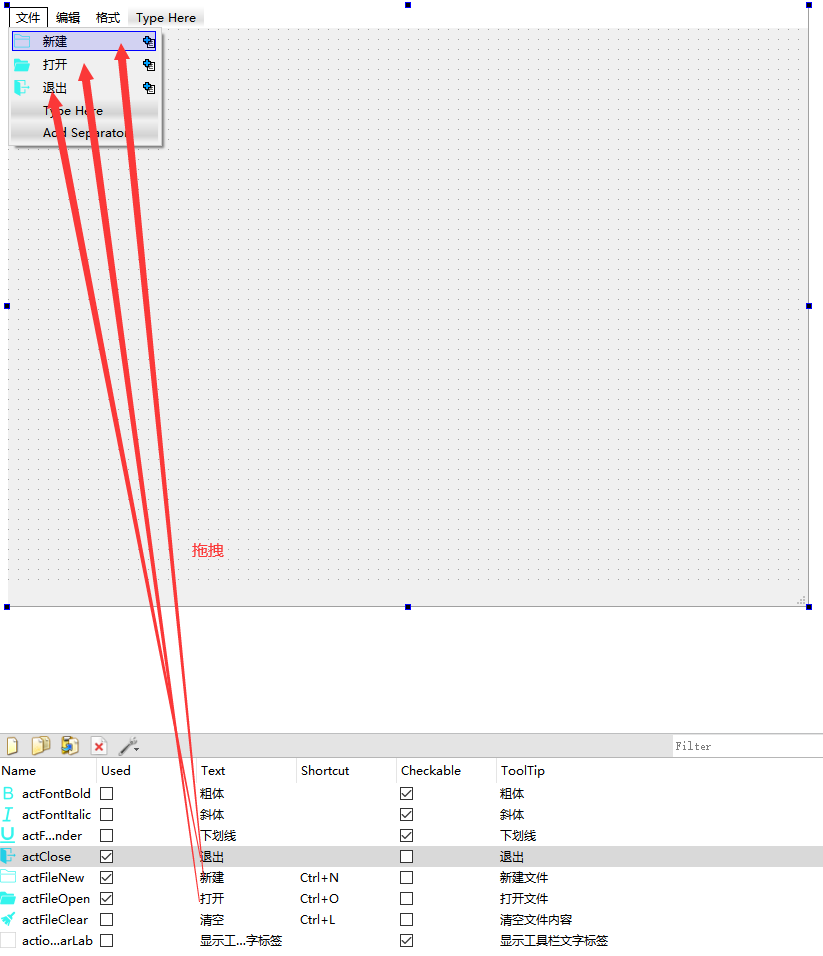 文件 编辑 格式 Type Here
新建
打开
退出
Type Here
Add Separator
拖拽
Filter
Name Used Text Shortcut Checkable ToolTip
actFontBold 粗体 粗体
actFontItalic 斜体 斜体
actF...nder 下划线 下划线
actClose 退出 退出
actFileNew 新建 Ctrl+N 新建文件
actFileOpen 打开 Ctrl+O 打开文件
actFileClear 清空 Ctrl+L 清空文件内容
actio...arLab 显示工...字标签 显示工具栏文字标签